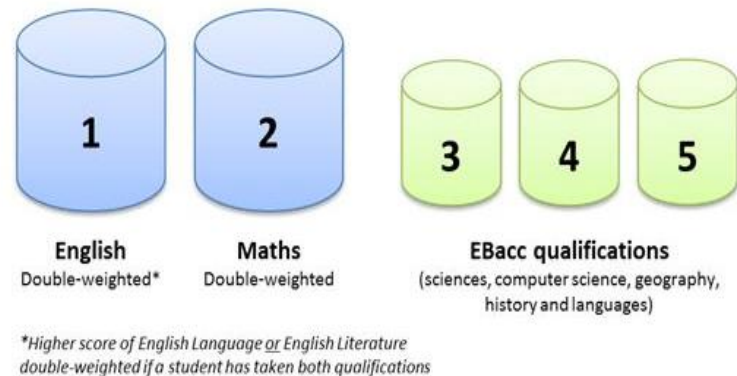 1
2
3
4
5
English
Double-weighted*
Maths
Double-weighted
EBacc qualifications
(sciences, computer science, geography,
history and languages)
*Higher score of English Language or English Literature
double-weighted if a student has taken both qualifications